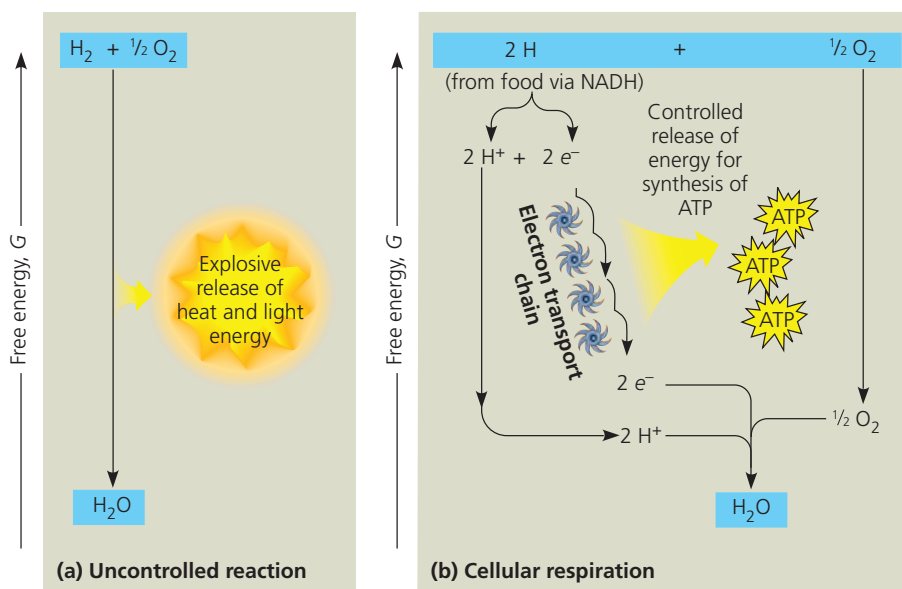 Free energy, G
H₂ + ½ O₂
Explosive
release of
heat and light
energy
H₂O
(a) Uncontrolled reaction
Free energy, G
2 H + ½ O₂
(from food via NADH)
2 H⁺ + 2 e⁻
Controlled
release of
energy for
synthesis of
ATP
Electron transport
chain
ATP
ATP
ATP
2 e⁻
½ O₂
2 H⁺
H₂O
(b) Cellular respiration